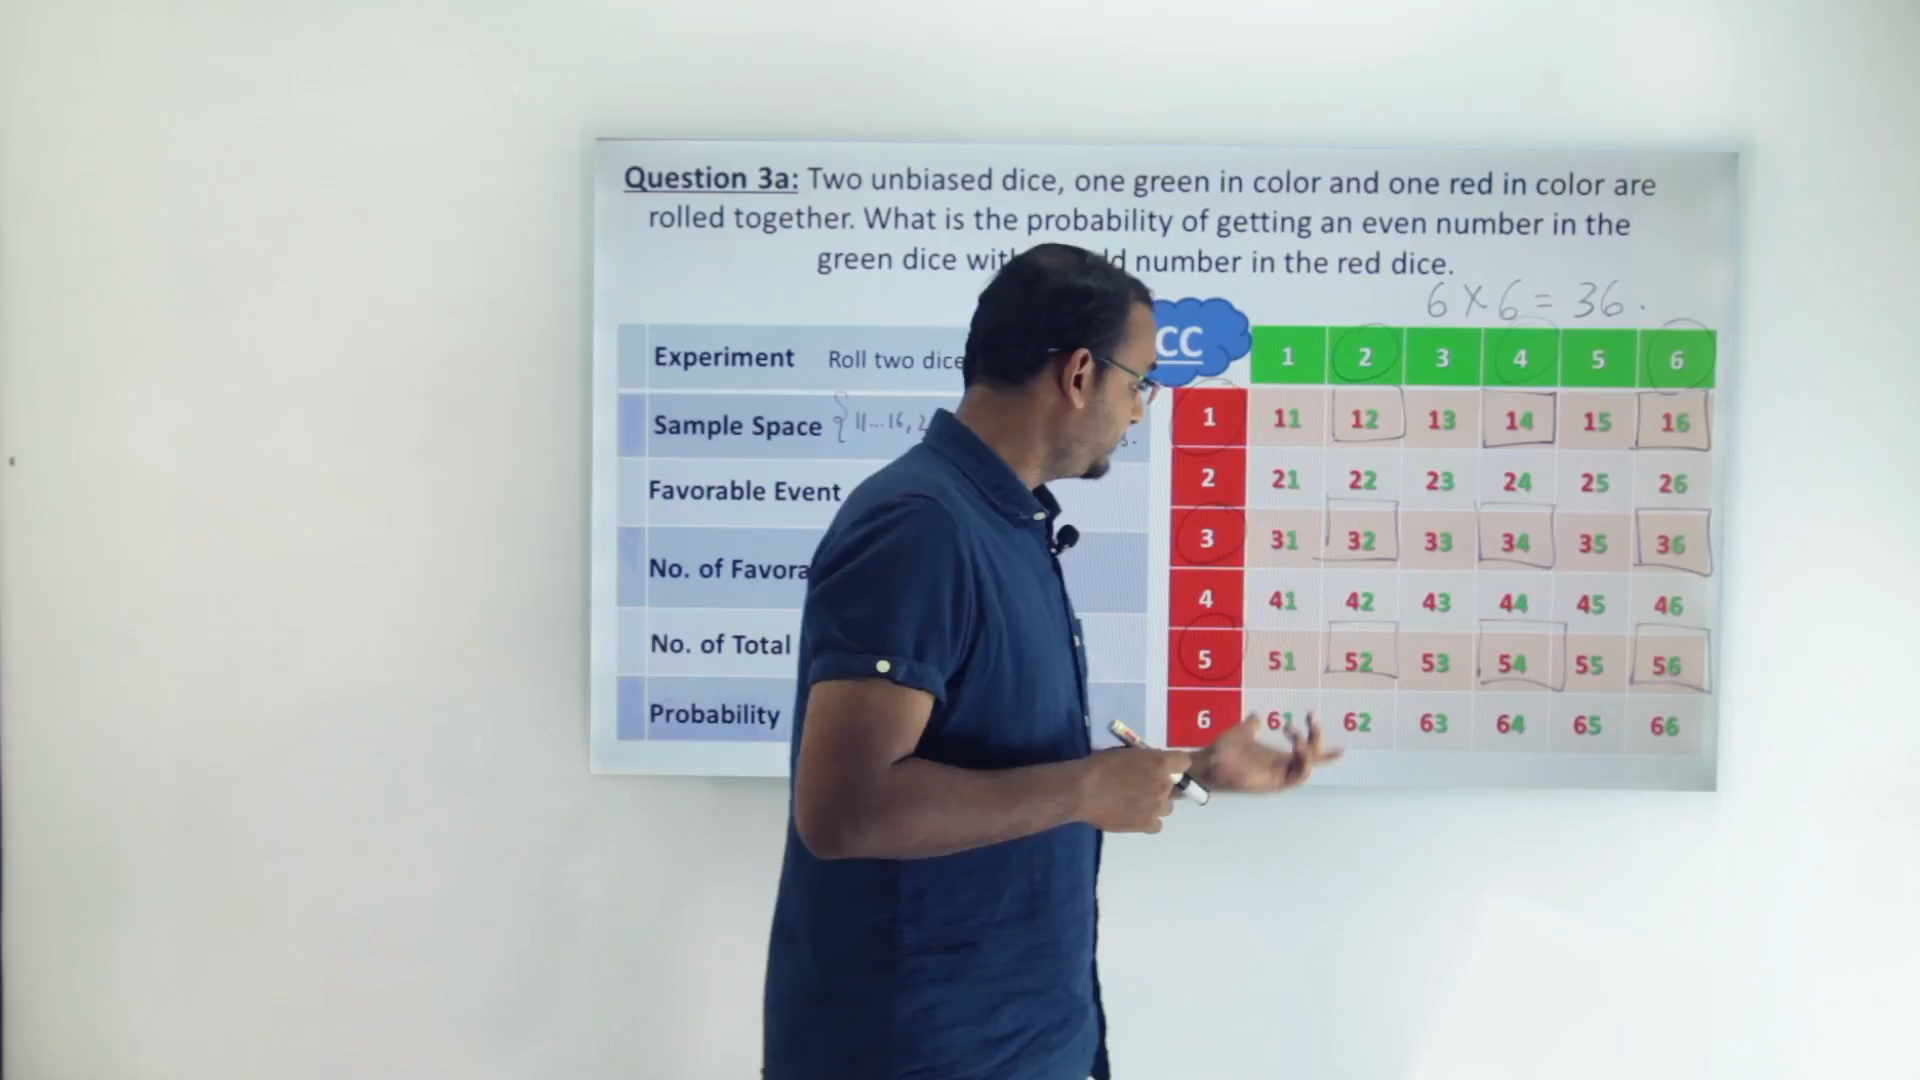 Question 3a: Two unbiased dice, one green in color and one red in color are
rolled together. What is the probability of getting an even number in the
green dice number in the red dice.
6 × 6 = 36.
Experiment Roll two dice
CC 1 2 3 4 5 6
Sample Space {11...16,
1 11 12 13 14 15 16
Favorable Event
2 21 22 23 24 25 26
No. of
3 31 32 33 34 35 36
4 41 42 43 44 45 46
No. of Total
5 51 52 53 54 55 56
Probability
6 61 62 63 64 65 66